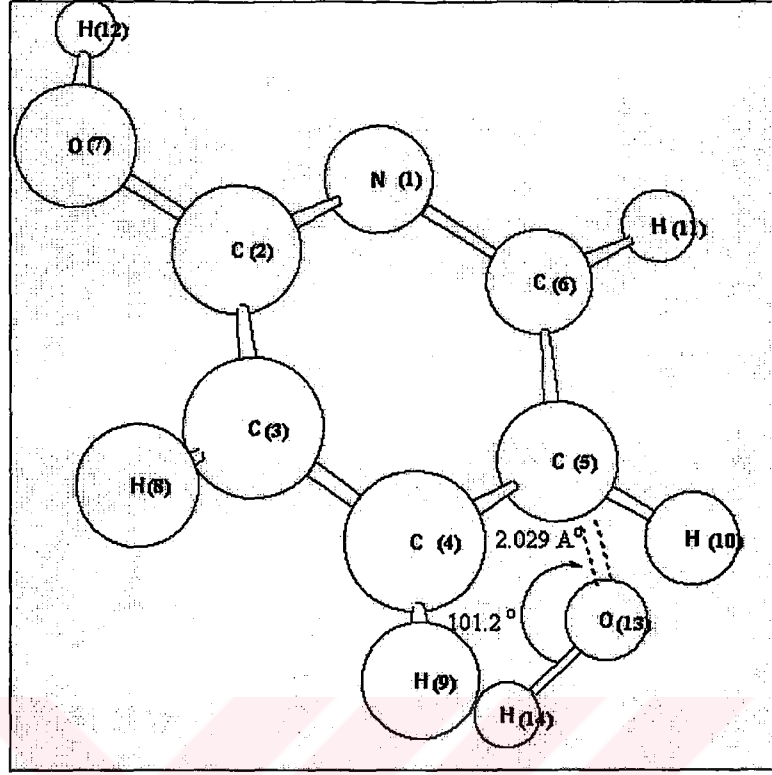 H(12)
O(7)
N (1)
C(2)
H(11)
C(6)
C(3)
C(5)
H(8)
C (4)
2.029 A°
H(10)
101.2°
O(13)
H(9)
H(14)